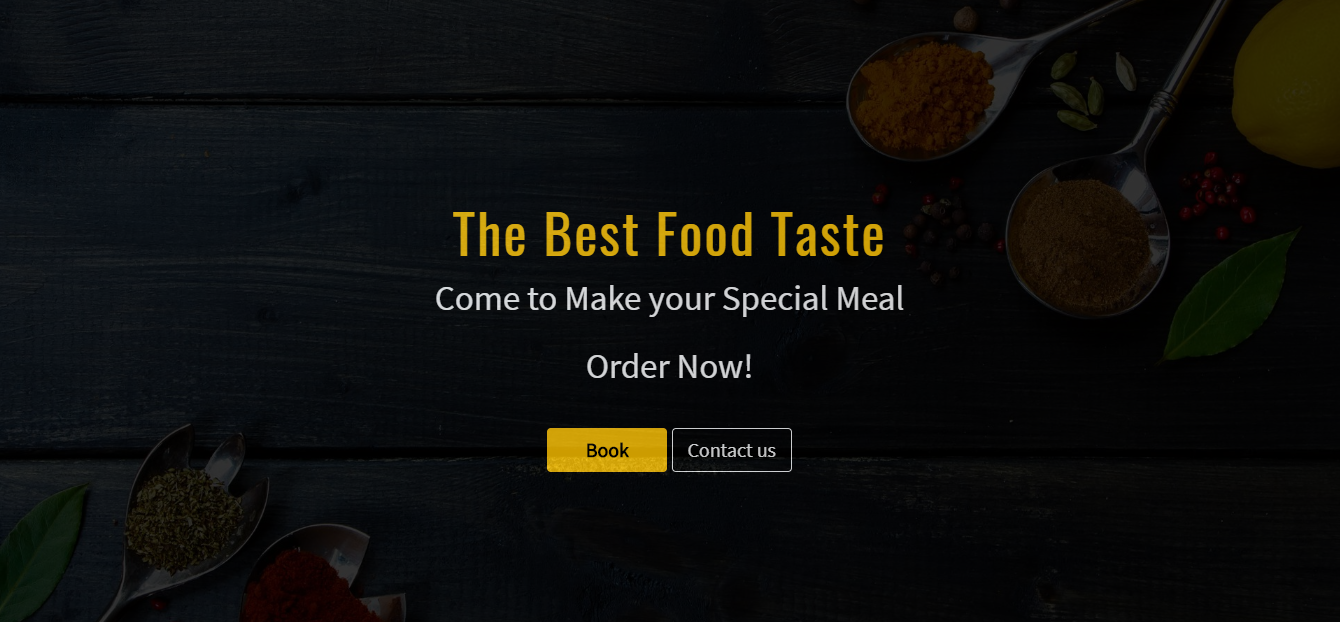 The Best Food Taste
Come to Make your Special Meal
Order Now!
Book
Contact us